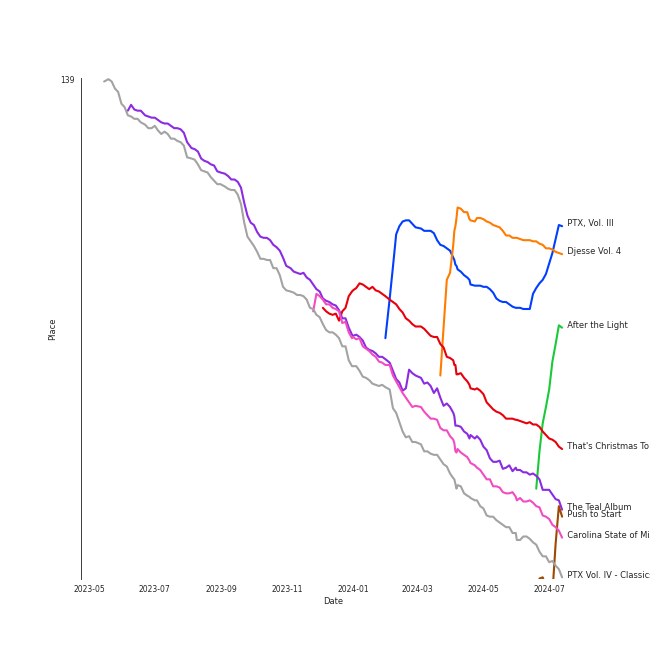 139
PTX, Vol. III
Djesse Vol. 4
After the Light
Place
That's Christmas To
The Teal Album
Push to Start
Carolina State of Mi
PTX Vol. IV - Classic
2023-05 2023-07 2023-09 2023-11 2024-01 2024-03 2024-05 2024-07
Date